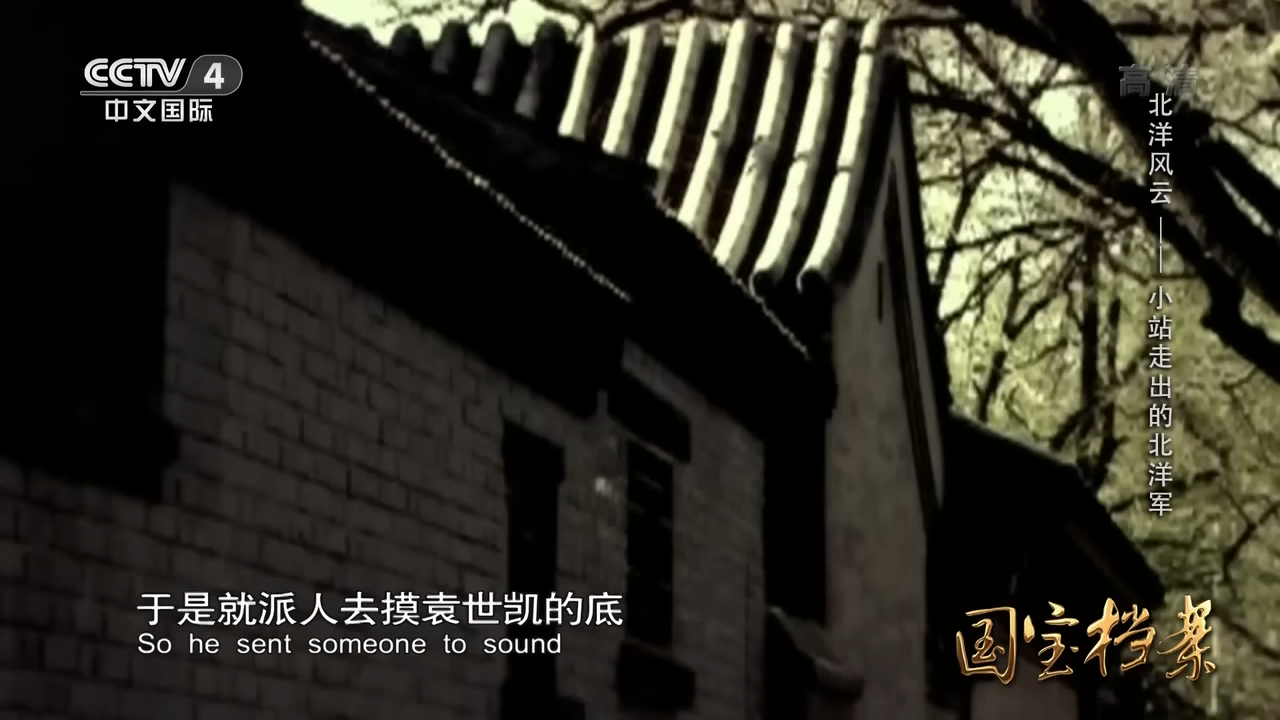 CCTV 4
中文国际
高清
北洋风云——小站走出的北洋军
于是就派人去摸袁世凯的底
So he sent someone to sound
国宝档案